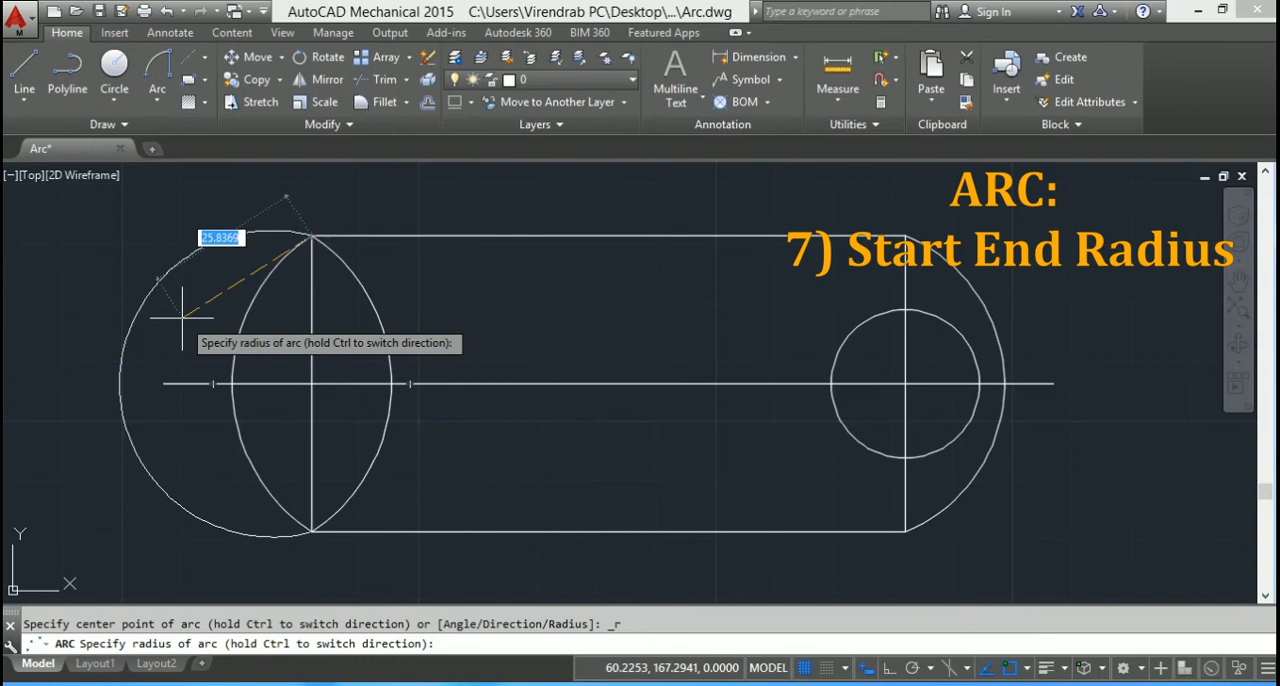 AutoCAD Mechanical 2015 C:\Users\Virendrab PC\Desktop\...\Arc.dwg
Type a keyword or phrase
Sign In
M
Home Insert Annotate Content View Manage Output Add-ins Autodesk 360 BIM 360 Featured Apps
Line Polyline Circle Arc
Move Rotate Array
Copy Mirror Trim
Stretch Scale Fillet
0
Move to Another Layer
Multiline Text
Dimension
Symbol
BOM
Measure
Paste
Insert
Create
Edit
Edit Attributes
Draw Modify Layers Annotation Utilities Clipboard Block
Arc*
[−][Top][2D Wireframe]
ARC:
7) Start End Radius
25.8369
Specify radius of arc (hold Ctrl to switch direction):
Y
X
Specify center point of arc (hold Ctrl to switch direction) or [Angle/Direction/Radius]: _r
ARC Specify radius of arc (hold Ctrl to switch direction):
Model Layout1 Layout2
60.2253, 167.2941, 0.0000 MODEL